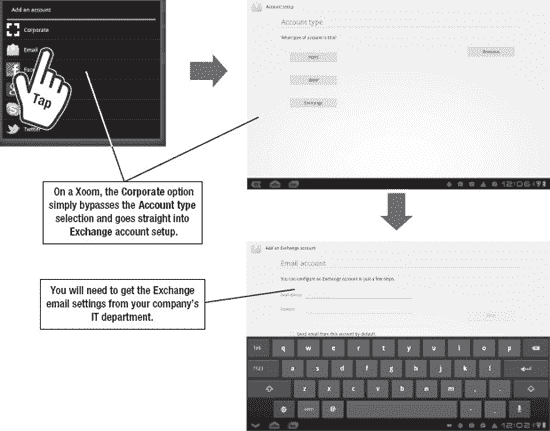 Add an account
Corporate
Email
Tap
Twitter
Account setup
Account type
What type of account is this?
POP3
IMAP
Exchange
Previous
12:06
On a Xoom, the Corporate option
simply bypasses the Account type
selection and goes straight into
Exchange account setup.
Add an Exchange account
Email account
You can configure an Exchange account in just a few steps.
Email address
Password
Next
Send email from this account by default.
You will need to get the Exchange
email settings from your company's
IT department.
Tab q w e r t y u i o p
a s d f g h j k l
z x c v b n m , .
@
12:02